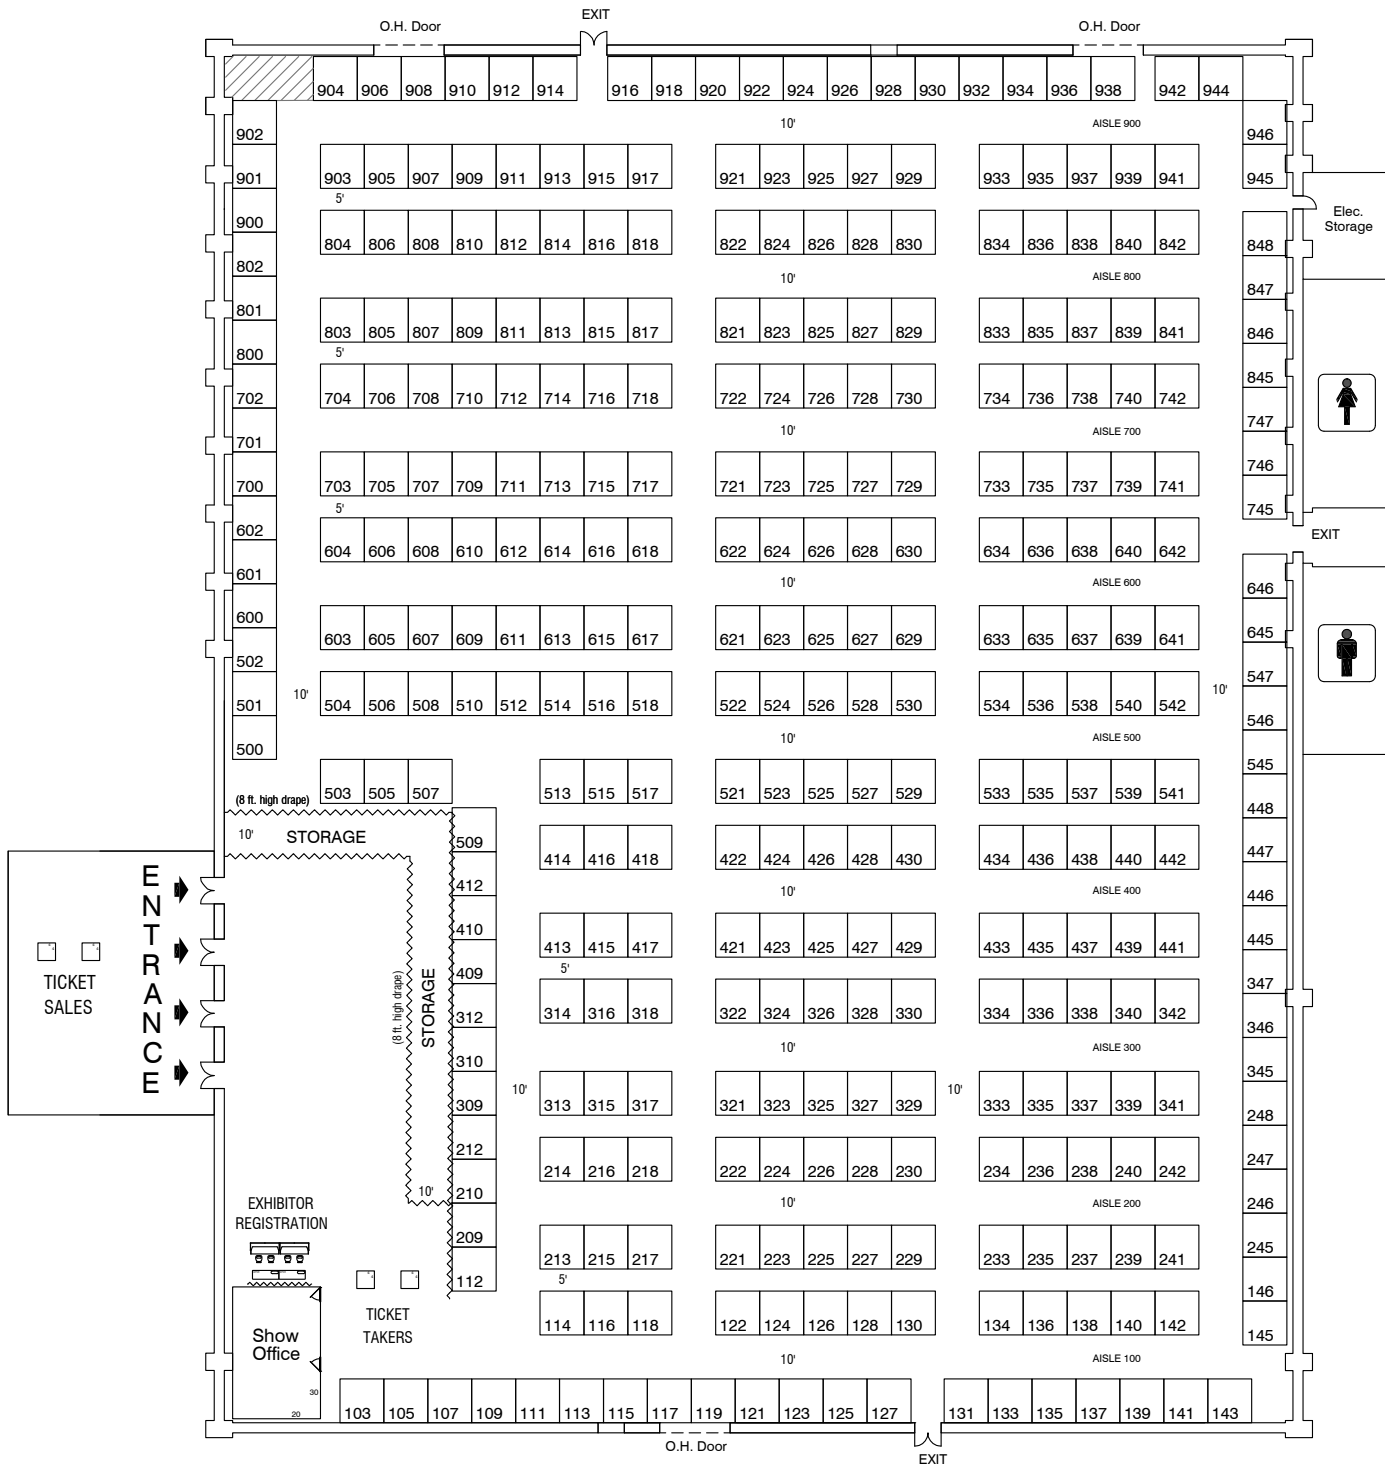 EXIT
O.H. Door O.H. Door
904 906 908 910 912 914 916 918 920 922 924 926 928 930 932 934 936 938 942 944
10' AISLE 900
902 946
901 903 905 907 909 911 913 915 917 921 923 925 927 929 933 935 937 939 941 945
5'
Elec.
Storage
900
804 806 808 810 812 814 816 818 822 824 826 828 830 834 836 838 840 842 848
802
10' AISLE 800
847
801
803 805 807 809 811 813 815 817 821 823 825 827 829 833 835 837 839 841 846
5'
800
845
702 704 706 708 710 712 714 716 718 722 724 726 728 730 734 736 738 740 742
747
10' AISLE 700
701
746
700 703 705 707 709 711 713 715 717 721 723 725 727 729 733 735 737 739 741
5'
745
602
EXIT
604 606 608 610 612 614 616 618 622 624 626 628 630 634 636 638 640 642
601
10' AISLE 600
646
600
603 605 607 609 611 613 615 617 621 623 625 627 629 633 635 637 639 641 645
502
547
10' 10'
501 504 506 508 510 512 514 516 518 522 524 526 528 530 534 536 538 540 542
546
10' AISLE 500
500
545
503 505 507 513 515 517 521 523 525 527 529 533 535 537 539 541
(8 ft. high drape)
448
10' STORAGE
509
447
414 416 418 422 424 426 428 430 434 436 438 440 442
ENTRANCE
412
10' AISLE 400
446
410
445
413 415 417 421 423 425 427 429 433 435 437 439 441
5'
409
TICKET
SALES
347
(8 ft. high drape)
STORAGE
312 314 316 318 322 324 326 328 330 334 336 338 340 342
346
10' AISLE 300
310
345
10' 10'
309 313 315 317 321 323 325 327 329 333 335 337 339 341
248
212
247
214 216 218 222 224 226 228 230 234 236 238 240 242
10'
210
10' AISLE 200
246
EXHIBITOR
REGISTRATION
209
245
213 215 217 221 223 225 227 229 233 235 237 239 241
5'
112
146
TICKET
TAKERS
114 116 118 122 124 126 128 130 134 136 138 140 142
145
Show
Office
10' AISLE 100
30
20
103 105 107 109 111 113 115 117 119 121 123 125 127 131 133 135 137 139 141 143
O.H. Door
EXIT